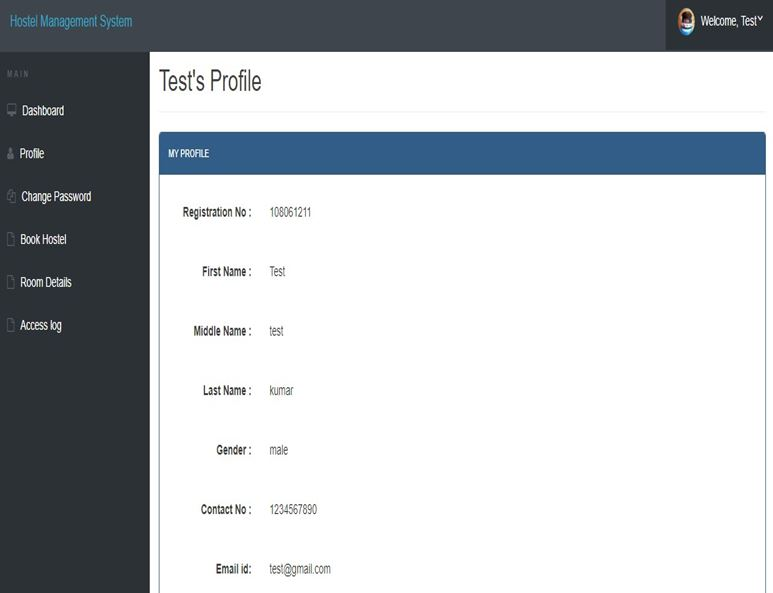 Hostel Management System
Welcome, Test
MAIN
Dashboard
Profile
Change Password
Book Hostel
Room Details
Access log
Test's Profile
MY PROFILE
Registration No : 108061211
First Name : Test
Middle Name : test
Last Name : kumar
Gender : male
Contact No : 1234567890
Email id: test@gmail.com